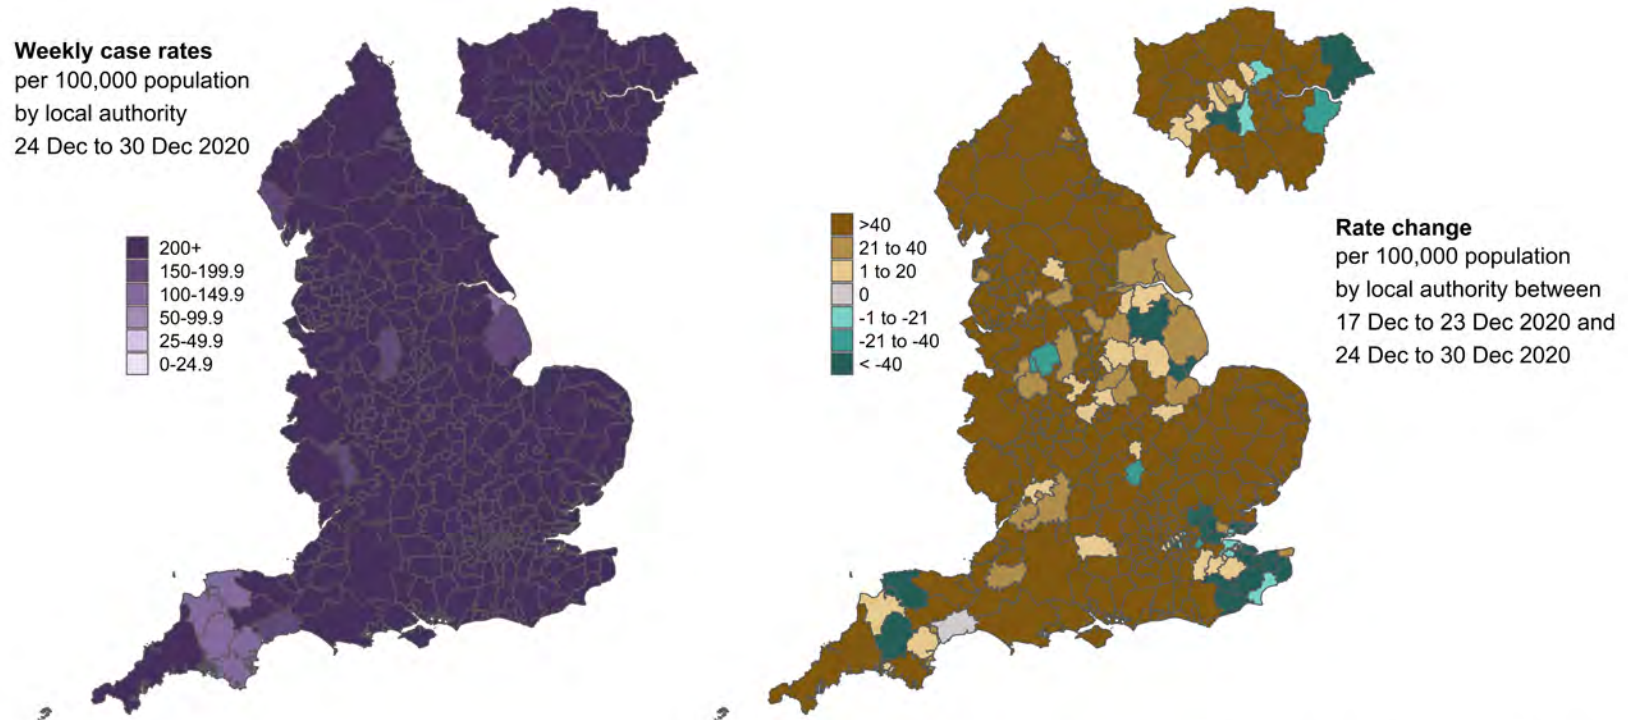 Weekly case rates
per 100,000 population
by local authority
24 Dec to 30 Dec 2020
200+
150-199.9
100-149.9
50-99.9
25-49.9
0-24.9
>40
21 to 40
1 to 20
0
-1 to -21
-21 to -40
< -40
Rate change
per 100,000 population
by local authority between
17 Dec to 23 Dec 2020 and
24 Dec to 30 Dec 2020